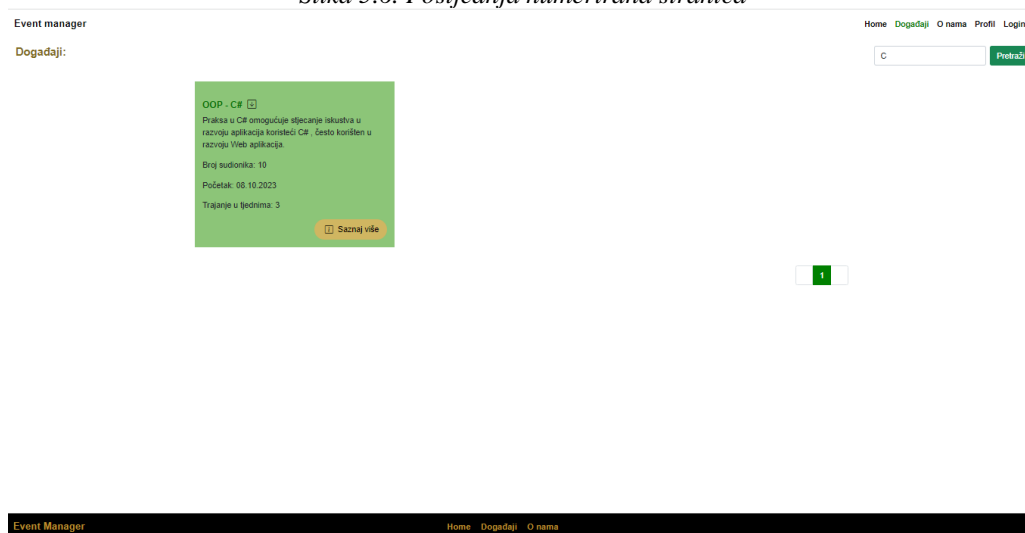 Slika 5.6. Posljednja numerirana stranica
Event manager
Home Događaji O nama Profil Login
Događaji:
C
Pretraži
OOP - C#
Praksa u C# omogućuje stjecanje iskustva u
razvoju aplikacija koristeći C# , često korišten u
razvoju Web aplikacija.
Broj sudionika: 10
Početak: 08.10.2023
Trajanje u tjednima: 3
Saznaj više
1
Event Manager
Home Događaji O nama